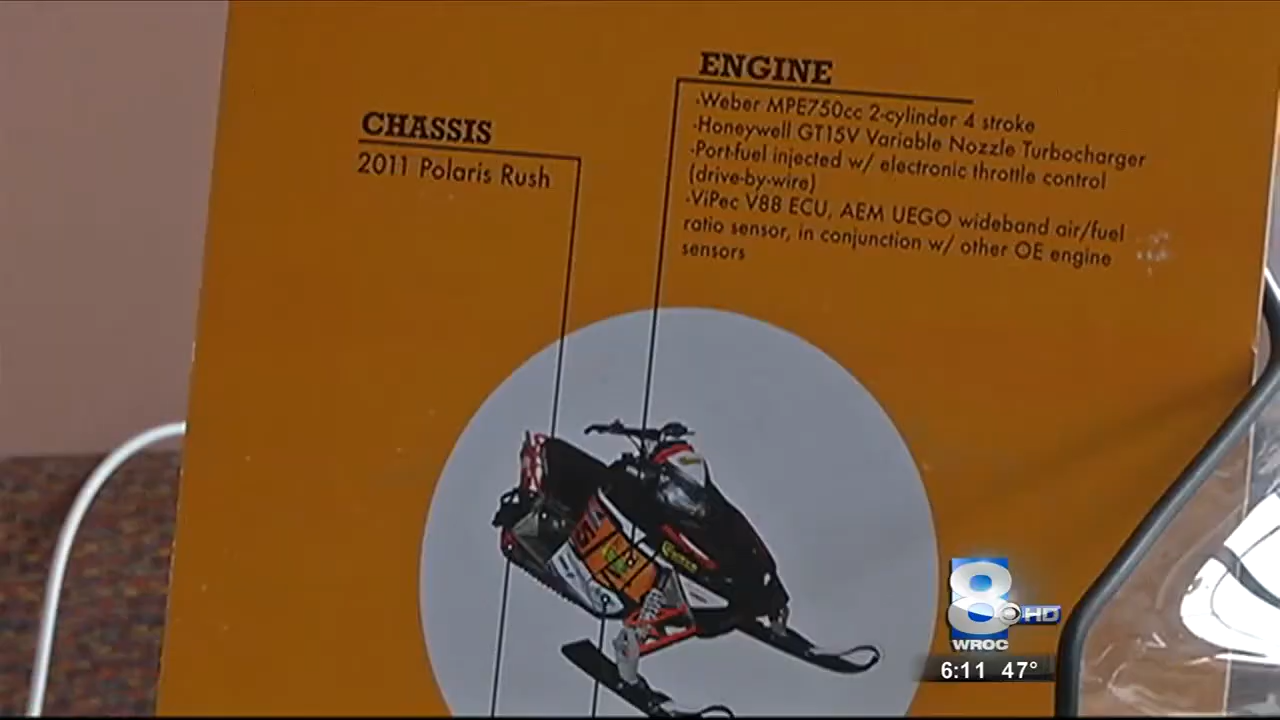 ENGINE
-Weber MPE750cc 2-cylinder 4 stroke
-Honeywell GT15V Variable Nozzle Turbocharger
-Port-fuel injected w/ electronic throttle control
(drive-by-wire)
-ViPec V88 ECU, AEM UEGO wideband air/fuel
ratio sensor, in conjunction w/ other OE engine
sensors
CHASSIS
2011 Polaris Rush
8 HD
WROC
6:11 47°